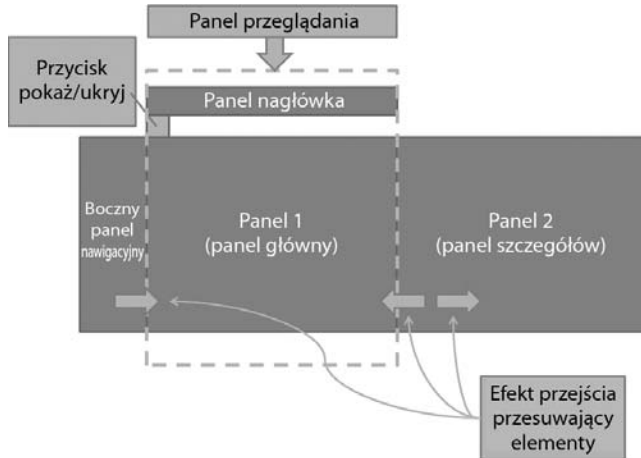 Panel przeglądania
Przycisk
pokaż/ukryj
Panel nagłówka
Boczny
panel
nawigacyjny
Panel 1
(panel główny)
Panel 2
(panel szczegółów)
Efekt przejścia
przesuwający
elementy